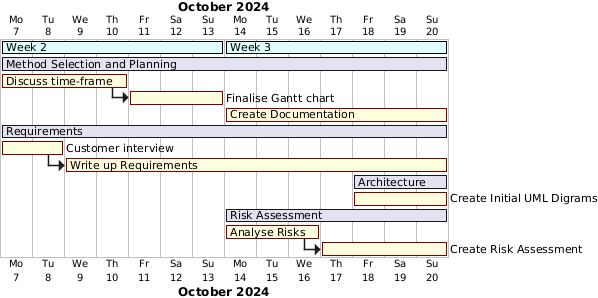 October 2024
Mo Tu We Th Fr Sa Su Mo Tu We Th Fr Sa Su
7 8 9 10 11 12 13 14 15 16 17 18 19 20
Week 2 Week 3
Method Selection and Planning
Discuss time-frame
Finalise Gantt chart
Create Documentation
Requirements
Customer interview
Write up Requirements
Architecture
Create Initial UML Digrams
Risk Assessment
Analyse Risks
Create Risk Assessment
Mo Tu We Th Fr Sa Su Mo Tu We Th Fr Sa Su
7 8 9 10 11 12 13 14 15 16 17 18 19 20
October 2024